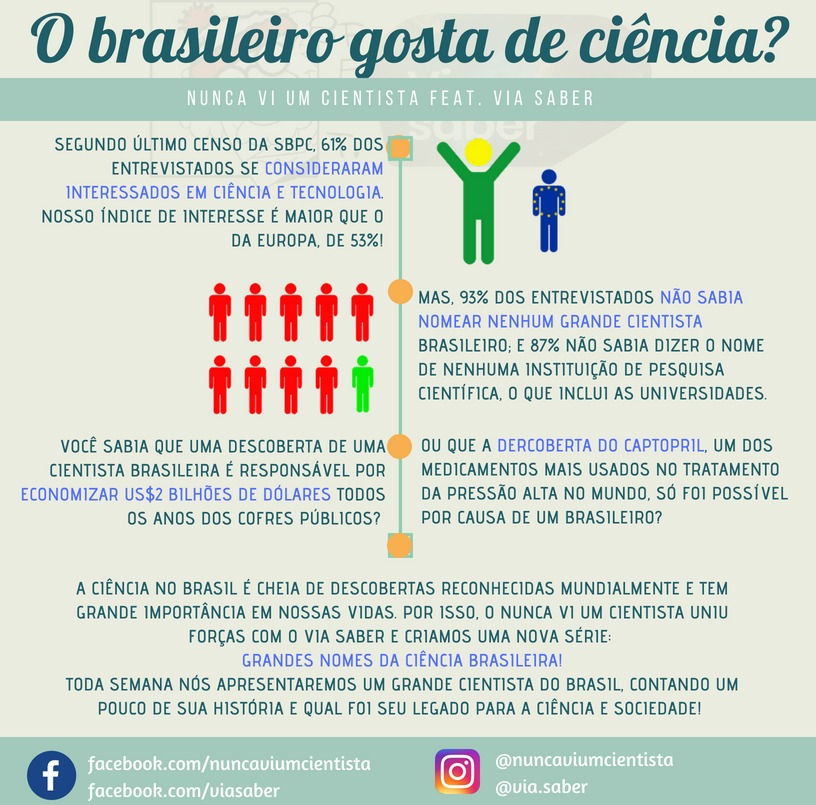 O brasileiro gosta de ciência?
NUNCA VI UM CIENTISTA FEAT. VIA SABER
SEGUNDO ÚLTIMO CENSO DA SBPC, 61% DOS
ENTREVISTADOS SE CONSIDERARAM
INTERESSADOS EM CIÊNCIA E TECNOLOGIA.
NOSSO ÍNDICE DE INTERESSE É MAIOR QUE O
DA EUROPA, DE 53%!
MAS, 93% DOS ENTREVISTADOS NÃO SABIA
NOMEAR NENHUM GRANDE CIENTISTA
BRASILEIRO; E 87% NÃO SABIA DIZER O NOME
DE NENHUMA INSTITUIÇÃO DE PESQUISA
CIENTÍFICA, O QUE INCLUI AS UNIVERSIDADES.
VOCÊ SABIA QUE UMA DESCOBERTA DE UMA
CIENTISTA BRASILEIRA É RESPONSÁVEL POR
ECONOMIZAR US$2 BILHÕES DE DÓLARES TODOS
OS ANOS DOS COFRES PÚBLICOS?
OU QUE A DERCOBERTA DO CAPTOPRIL, UM DOS
MEDICAMENTOS MAIS USADOS NO TRATAMENTO
DA PRESSÃO ALTA NO MUNDO, SÓ FOI POSSÍVEL
POR CAUSA DE UM BRASILEIRO?
A CIÊNCIA NO BRASIL É CHEIA DE DESCOBERTAS RECONHECIDAS MUNDIALMENTE E TEM
GRANDE IMPORTÂNCIA EM NOSSAS VIDAS. POR ISSO, O NUNCA VI UM CIENTISTA UNIU
FORÇAS COM O VIA SABER E CRIAMOS UMA NOVA SÉRIE:
GRANDES NOMES DA CIÊNCIA BRASILEIRA!
TODA SEMANA NÓS APRESENTAREMOS UM GRANDE CIENTISTA DO BRASIL, CONTANDO UM
POUCO DE SUA HISTÓRIA E QUAL FOI SEU LEGADO PARA A CIÊNCIA E SOCIEDADE!
facebook.com/nuncaviumcientista
facebook.com/viasaber
@nuncaviumcientista
@via.saber